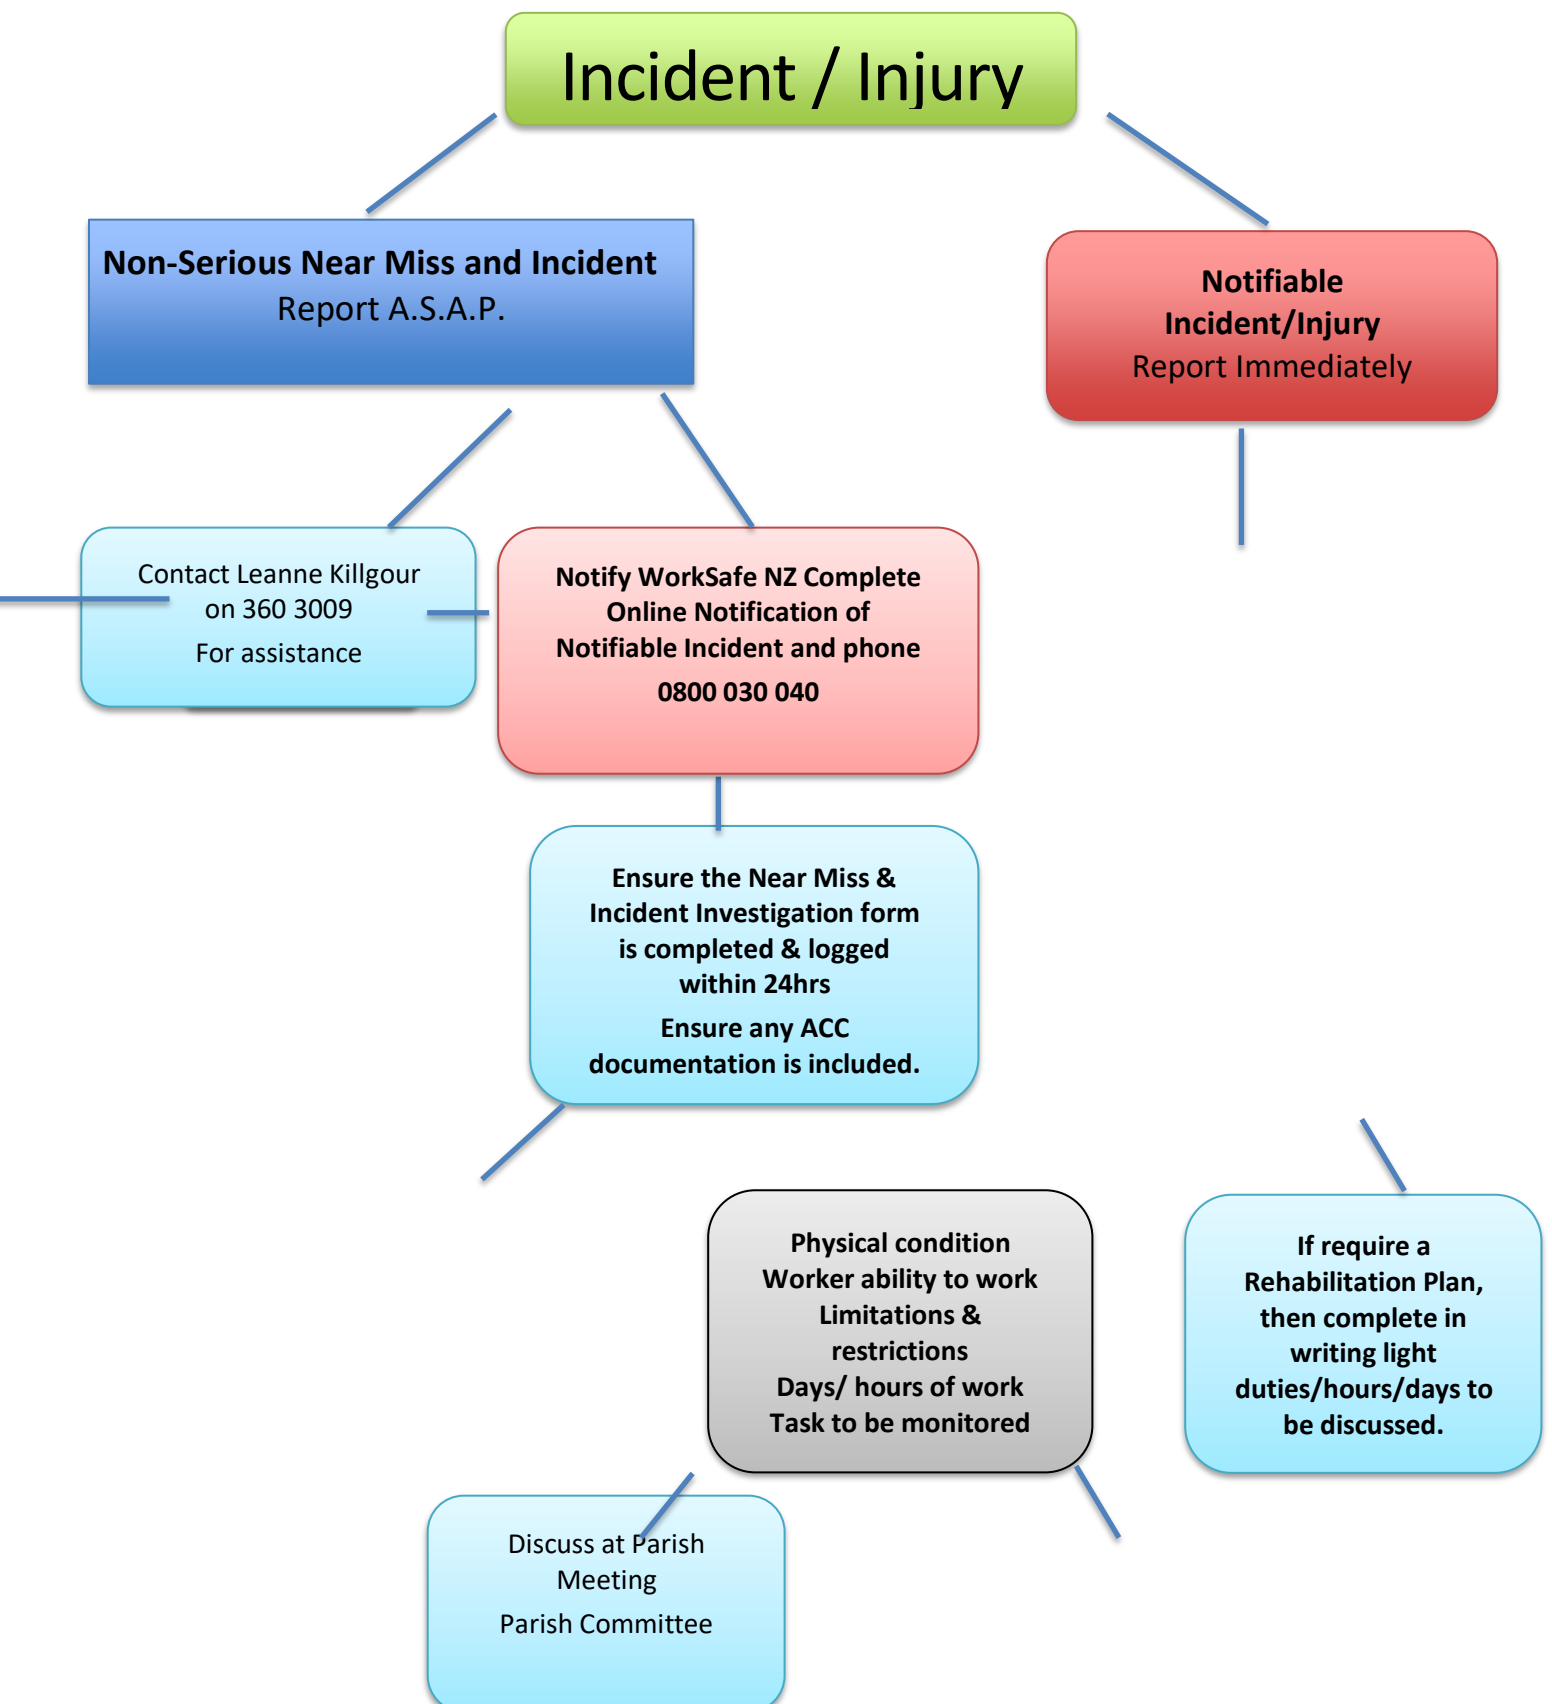 Incident / Injury
Non-Serious Near Miss and Incident
Report A.S.A.P.
Notifiable
Incident/Injury
Report Immediately
Contact Leanne Killgour
on 360 3009
For assistance
Notify WorkSafe NZ Complete
Online Notification of
Notifiable Incident and phone
0800 030 040
Ensure the Near Miss &
Incident Investigation form
is completed & logged
within 24hrs
Ensure any ACC
documentation is included.
Physical condition
Worker ability to work
Limitations &
restrictions
Days/ hours of work
Task to be monitored
If require a
Rehabilitation Plan,
then complete in
writing light
duties/hours/days to
be discussed.
Discuss at Parish
Meeting
Parish Committee